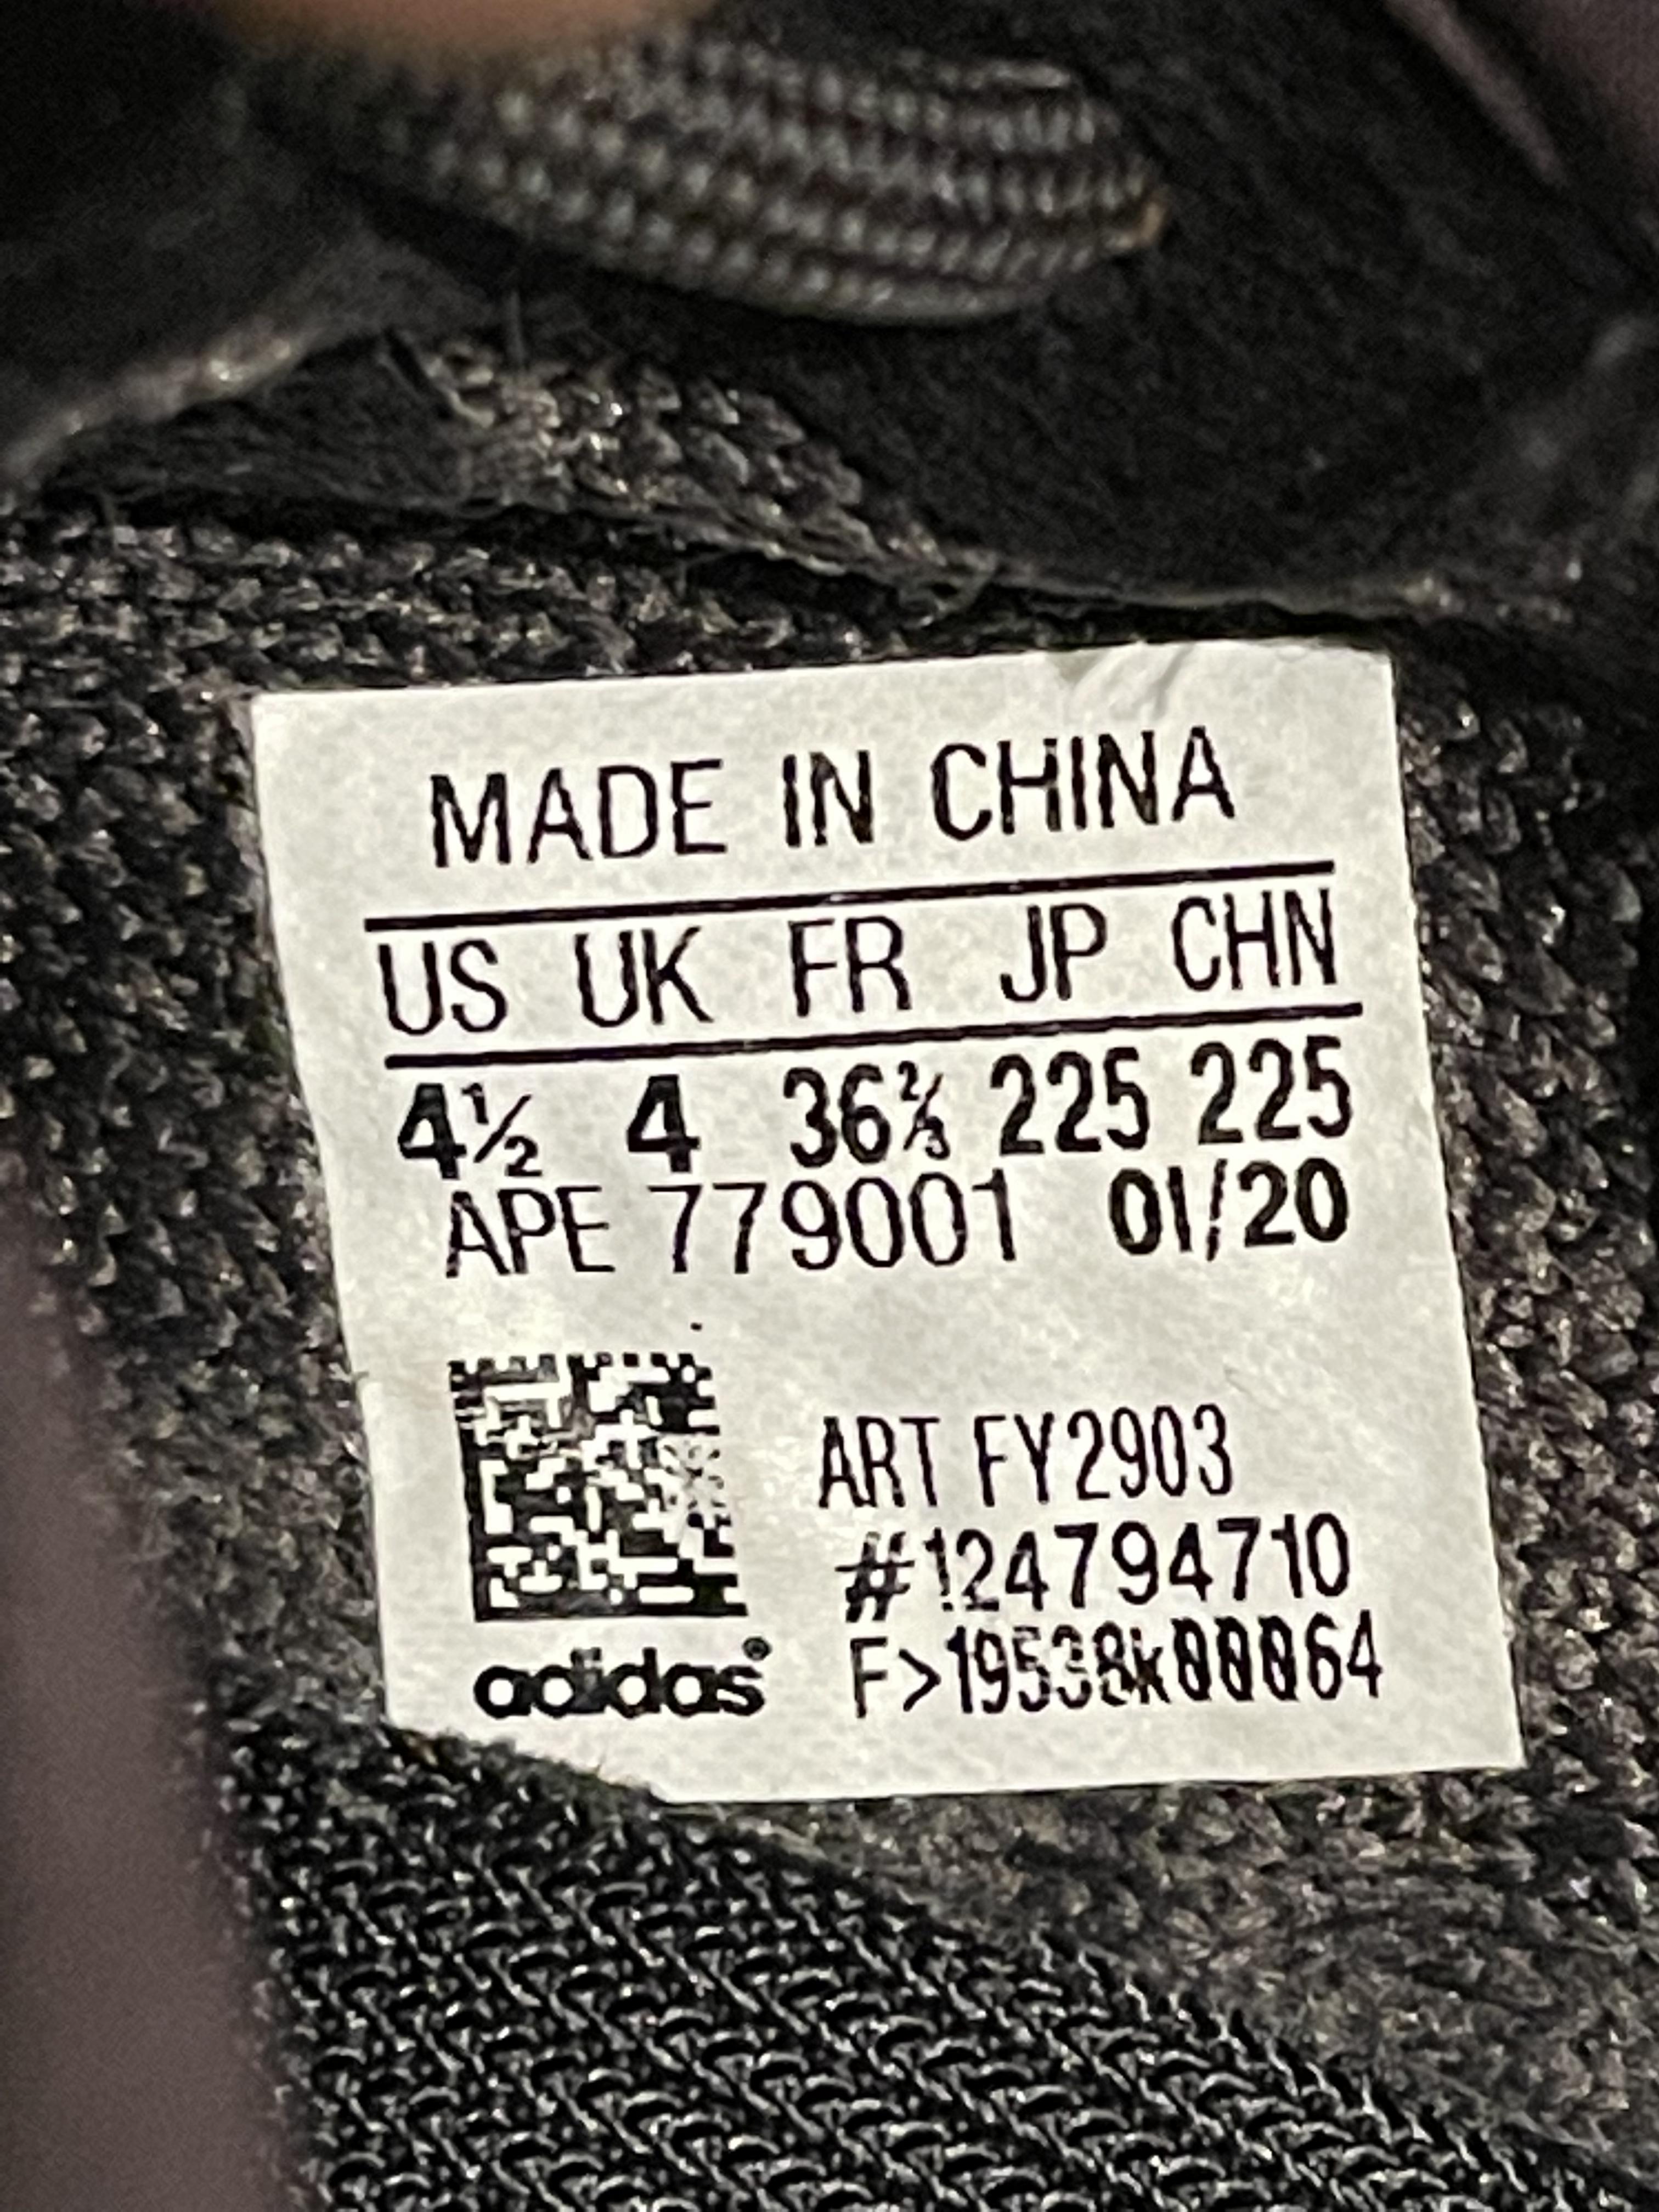 MADE IN CHINA
US UK FR JP CHN
4½ 4 36⅔ 225 225
APE 779001 01/20
ART FY2903
#124794710
F>19538k00064
adidas®